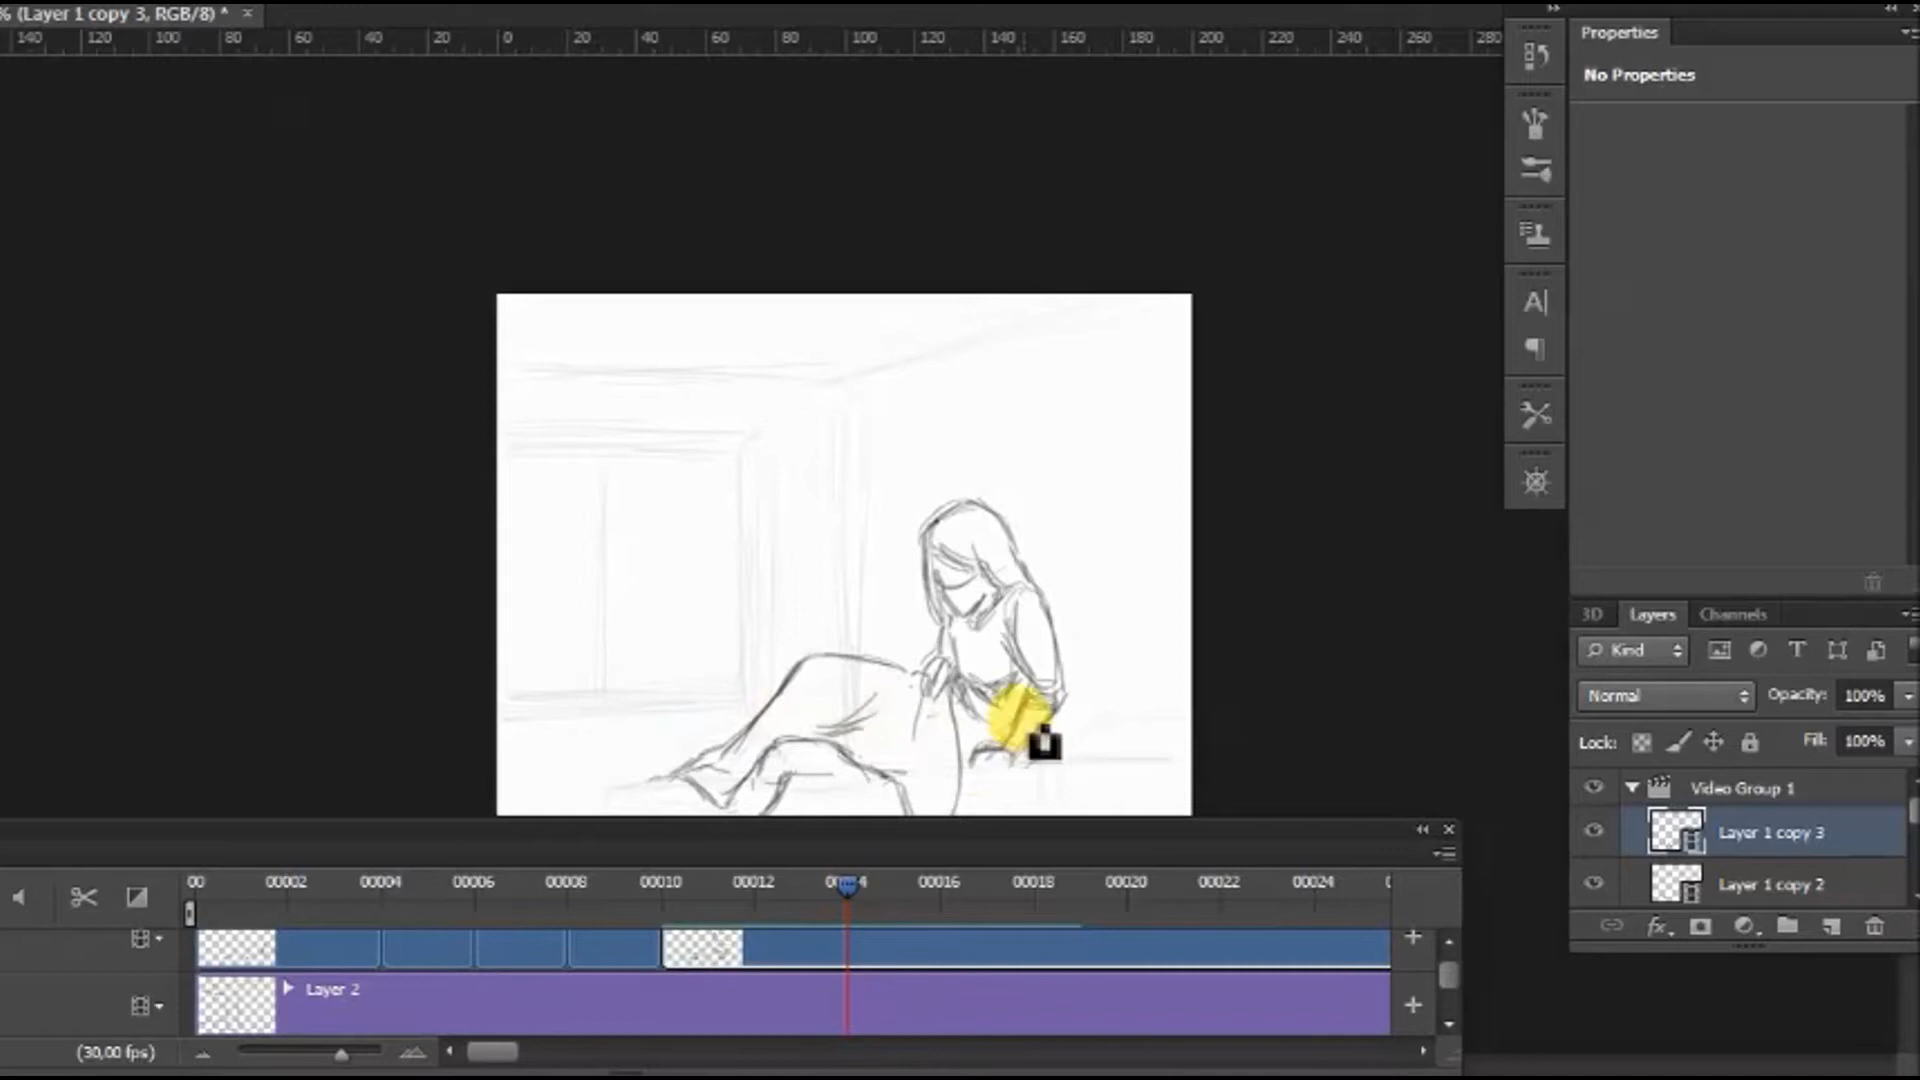 % (Layer 1 copy 3, RGB/8) * ×
140 120 100 80 60 40 20 0 20 40 60 80 100 120 140 160 180 200 220 240 260 280
Properties
No Properties
3D Layers Channels
Kind
Normal Opacity: 100%
Lock: Fill: 100%
Video Group 1
Layer 1 copy 3
Layer 1 copy 2
00 00002 00004 00006 00008 00010 00012 00016 00018 00020 00022 00024
Layer 2
(30,00 fps)